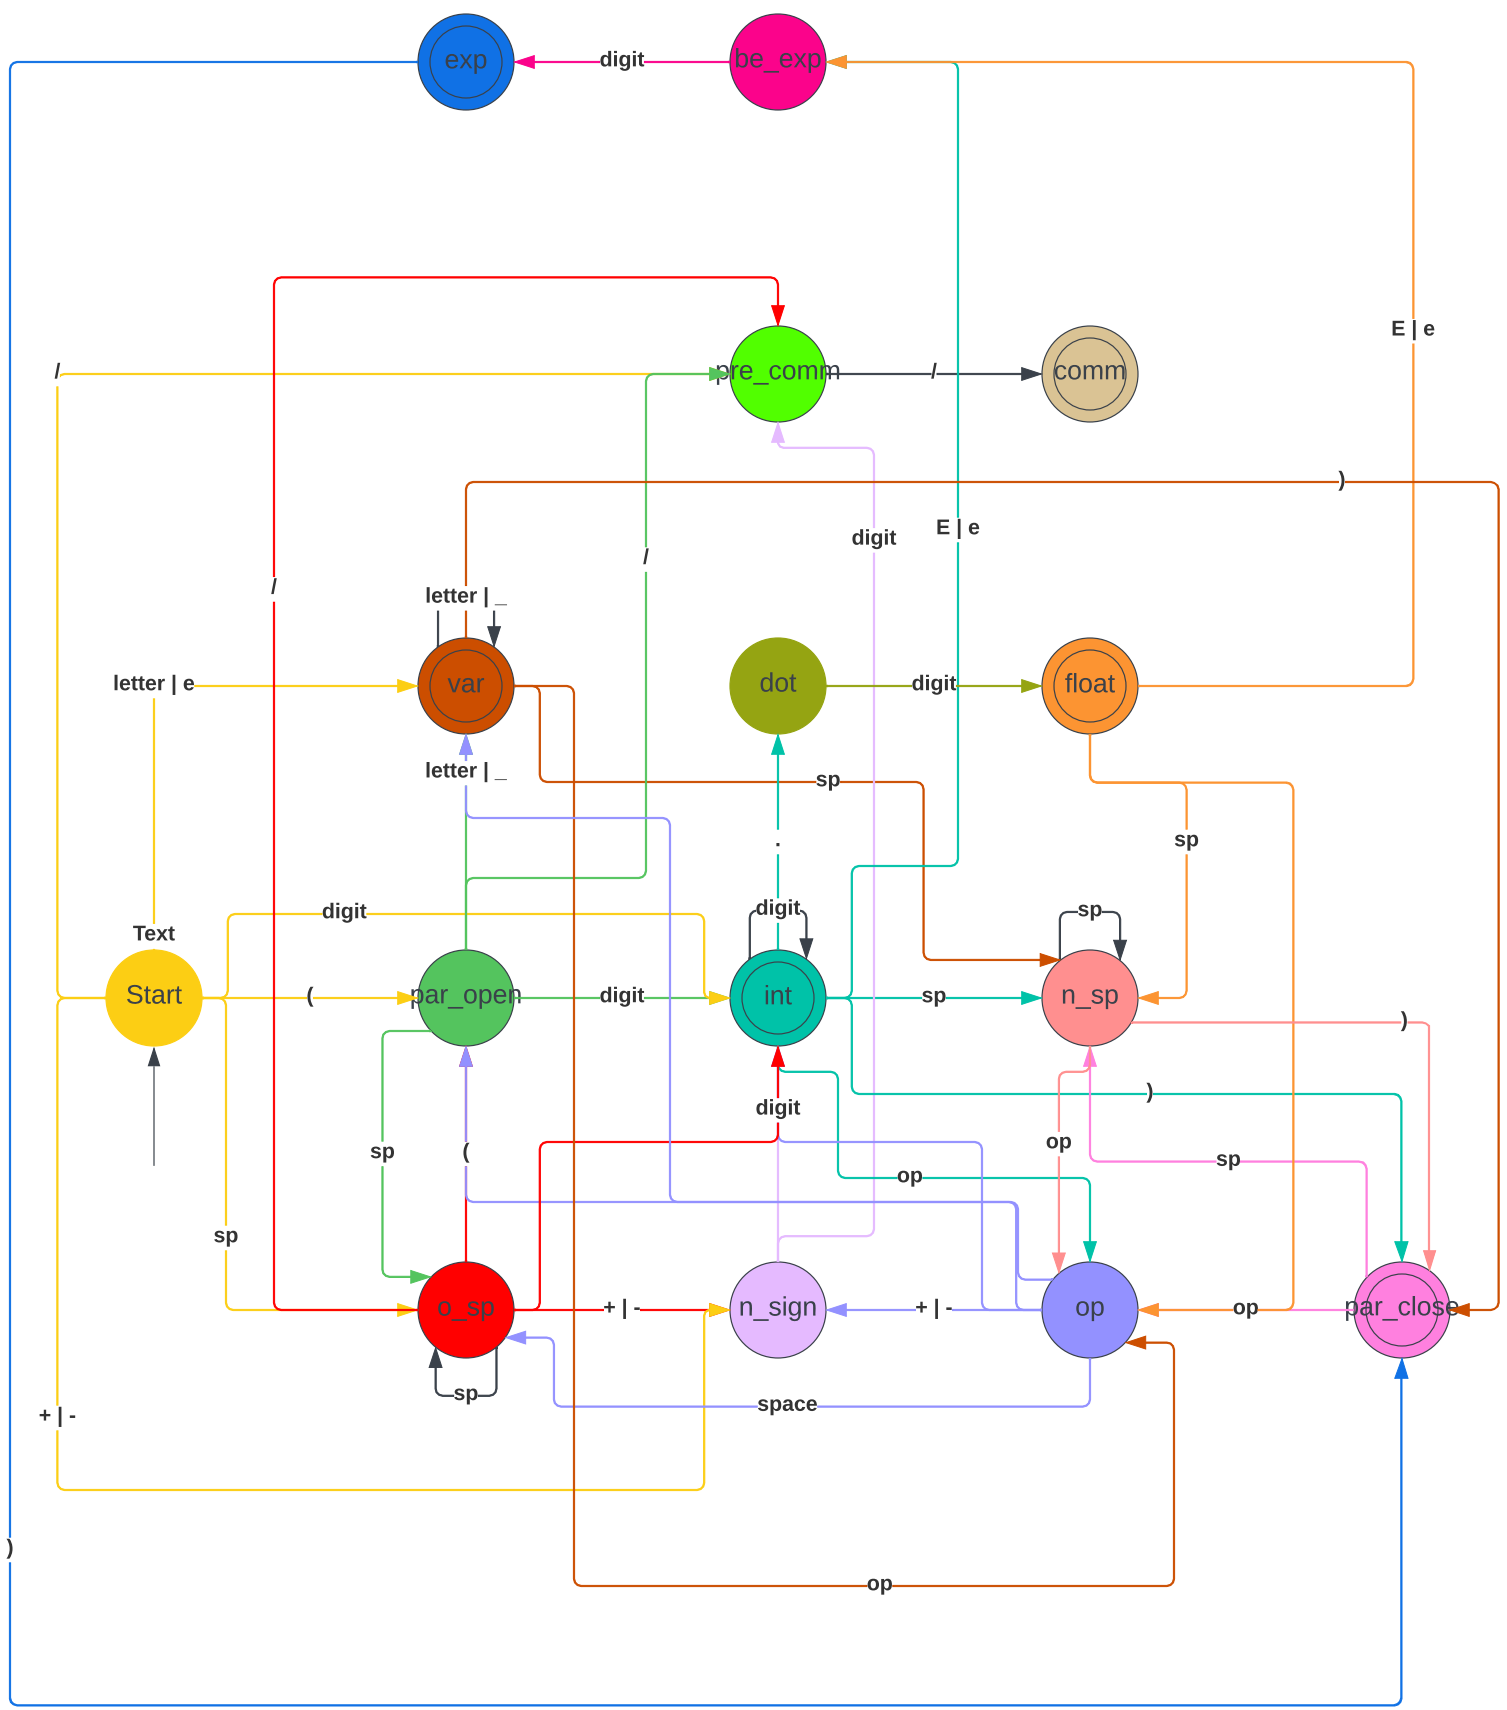 exp
digit
be_exp
E | e
/
pre_comm
/
comm
)
E | e
digit
/
/
letter | _
letter | e
var
dot
digit
float
letter | _
sp
.
sp
digit
digit
sp
Text
Start
(
par_open
digit
int
sp
n_sp
)
)
digit
sp
(
op
sp
op
sp
o_sp
+ | -
n_sign
+ | -
op
op
par_close
sp
space
+ | -
)
op